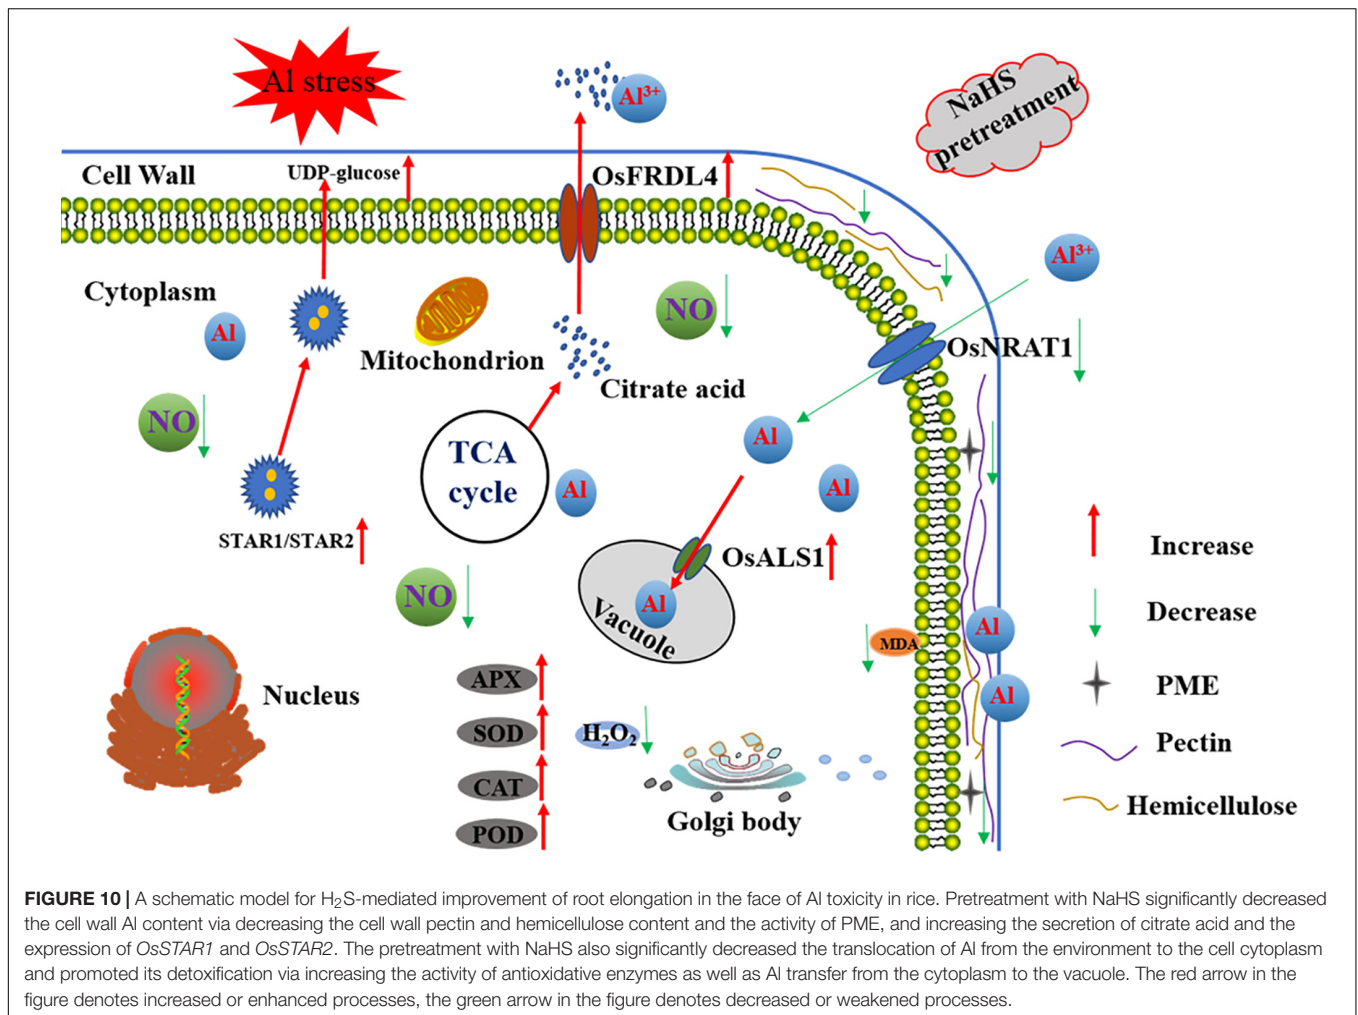 Al stress
Al³⁺
NaHS
pretreatment
Cell Wall
UDP-glucose
OsFRDL4
Al³⁺
Cytoplasm
Al
NO
OsNRAT1
Mitochondrion
Citrate acid
NO
Al
TCA
cycle
Al
Al
STAR1/STAR2
OsALS1
Increase
NO
Al
Vacuole
Decrease
Al
MDA
APX
Nucleus
PME
Al
SOD
H₂O₂
Pectin
CAT
Golgi body
Hemicellulose
POD
FIGURE 10 | A schematic model for H₂S-mediated improvement of root elongation in the face of Al toxicity in rice. Pretreatment with NaHS significantly decreased
the cell wall Al content via decreasing the cell wall pectin and hemicellulose content and the activity of PME, and increasing the secretion of citrate acid and the
expression of OsSTAR1 and OsSTAR2. The pretreatment with NaHS also significantly decreased the translocation of Al from the environment to the cell cytoplasm
and promoted its detoxification via increasing the activity of antioxidative enzymes as well as Al transfer from the cytoplasm to the vacuole. The red arrow in the
figure denotes increased or enhanced processes, the green arrow in the figure denotes decreased or weakened processes.